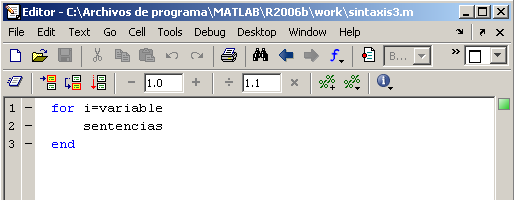 Editor - C:\Archivos de programa\MATLAB\R2006b\work\sintaxis3.m
File Edit Text Go Cell Tools Debug Desktop Window Help
B...
1.0 1.1
1 for i=variable
2 sentencias
3 end